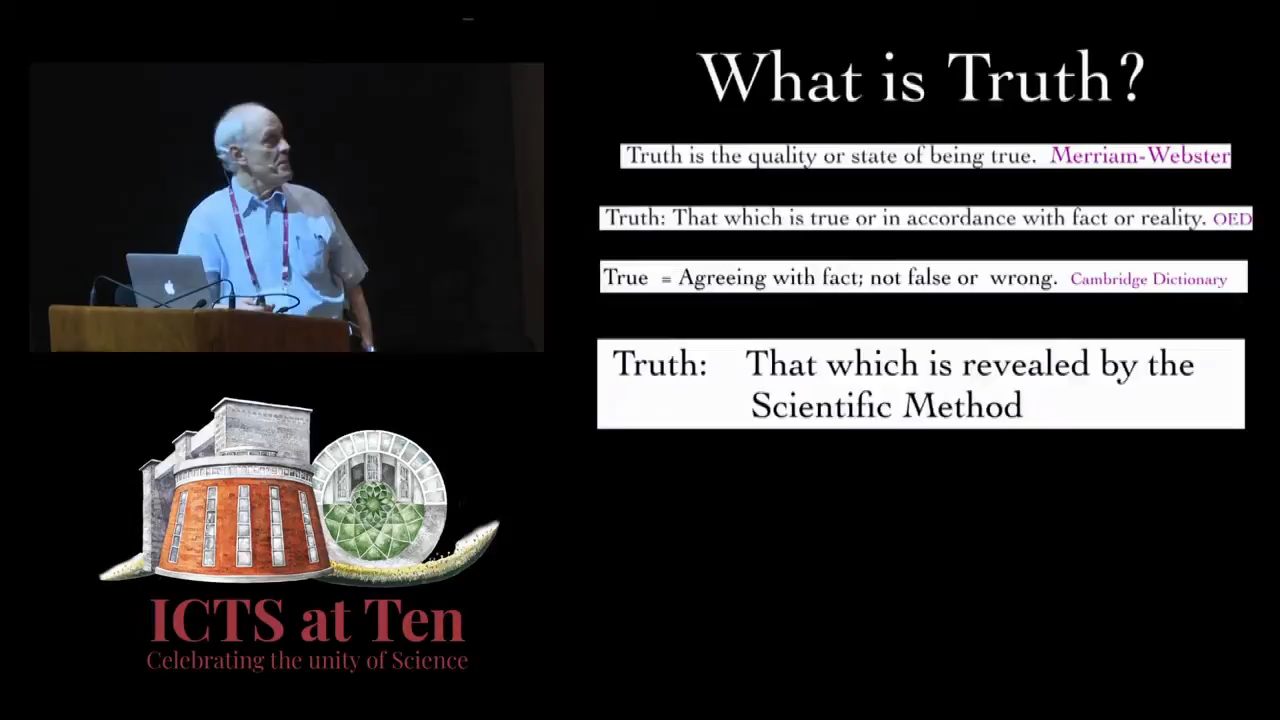 What is Truth?
Truth is the quality or state of being true. Merriam-Webster
Truth: That which is true or in accordance with fact or reality. OED
True = Agreeing with fact; not false or wrong. Cambridge Dictionary
Truth: That which is revealed by the
Scientific Method
ICTS at Ten
Celebrating the unity of Science